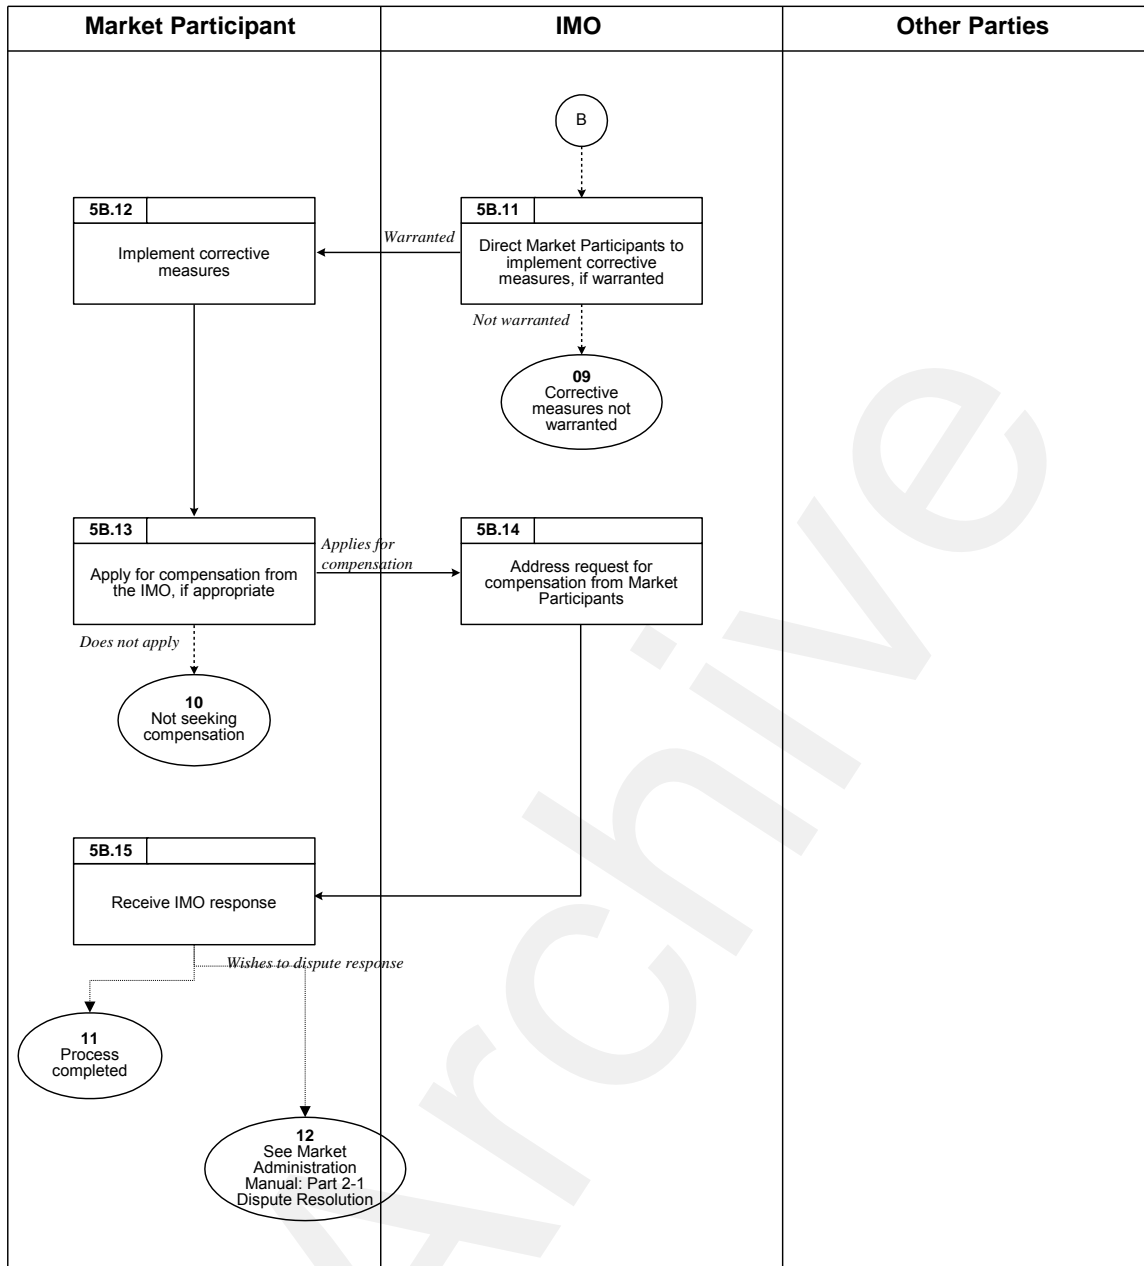 Market Participant
IMO
Other Parties
B
5B.12
5B.11
Implement corrective
measures
Warranted
Direct Market Participants to
implement corrective
measures, if warranted
Not warranted
09
Corrective
measures not
warranted
5B.13
5B.14
Apply for compensation from
the IMO, if appropriate
Applies for
compensation
Address request for
compensation from Market
Participants
Does not apply
10
Not seeking
compensation
5B.15
Receive IMO response
Wishes to dispute response
11
Process
completed
12
See Market
Administration
Manual: Part 2-1
Dispute Resolution
Archive